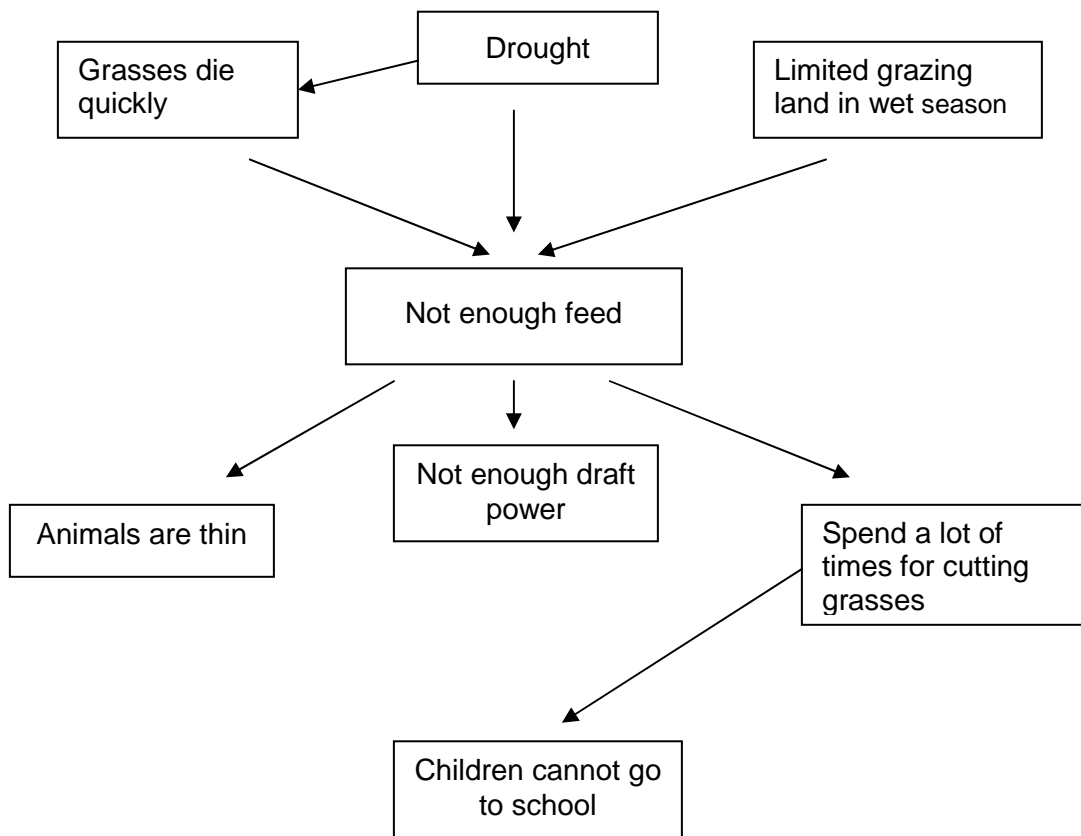 Grasses die
quickly
Drought
Limited grazing
land in wet season
Not enough feed
Animals are thin
Not enough draft
power
Spend a lot of
times for cutting
grasses
Children cannot go
to school